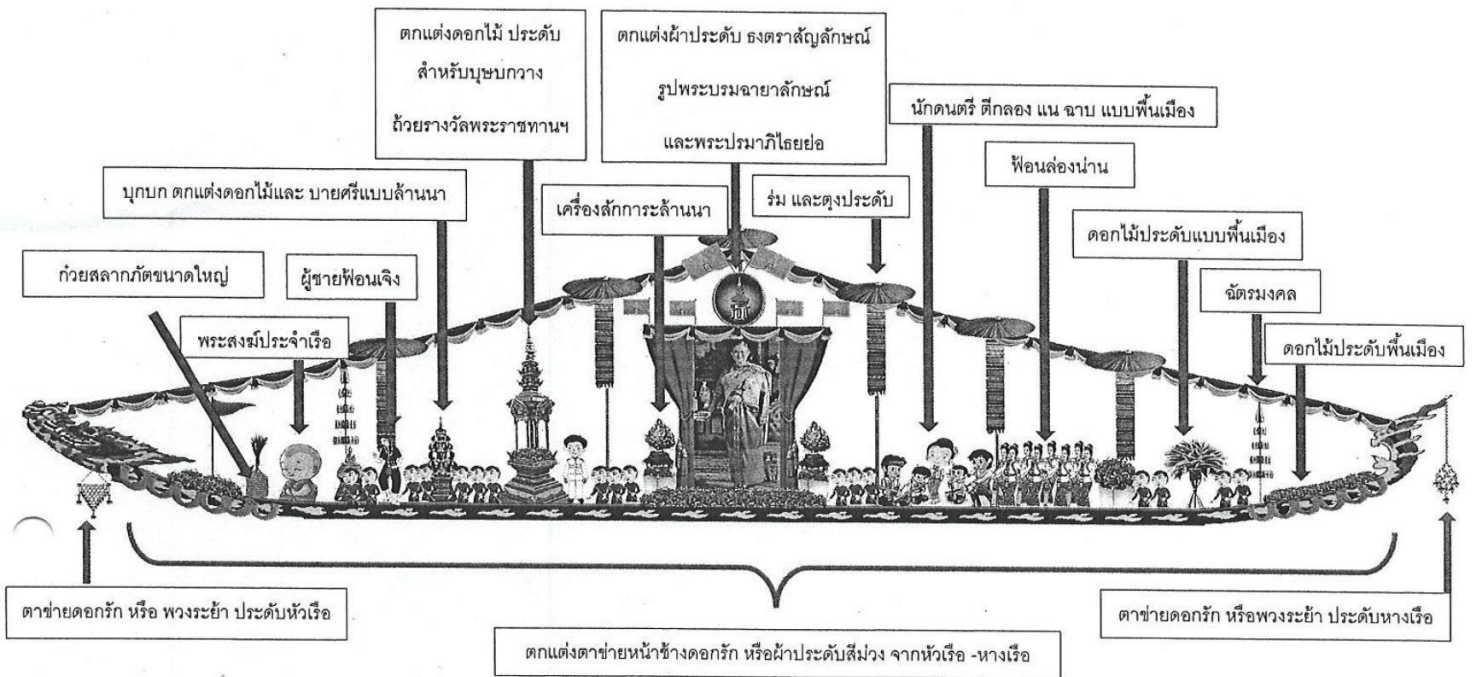 ตกแต่งดอกไม้ ประดับ
สำหรับบุษบกวาง
ถ้วยรางวัลพระราชทานฯ
ตกแต่งผ้าประดับ ธงตราสัญลักษณ์
รูปพระบรมฉายาลักษณ์
และพระปรมาภิไธยย่อ
นักดนตรี ตีกลอง แน ฉาบ แบบพื้นเมือง
ฟ้อนล่องน่าน
บุกบก ตกแต่งดอกไม้และ บายศรีแบบล้านนา
เครื่องสักการะล้านนา
ร่ม และตุงประดับ
ดอกไม้ประดับแบบพื้นเมือง
ก๋วยสลากภัตขนาดใหญ่
ผู้ชายฟ้อนเจิง
ฉัตรมงคล
พระสงฆ์ประจำเรือ
ดอกไม้ประดับพื้นเมือง
ตาข่ายดอกรัก หรือ พวงระย้า ประดับหัวเรือ
ตาข่ายดอกรัก หรือพวงระย้า ประดับหางเรือ
ตกแต่งตาข่ายหน้าช้างดอกรัก หรือผ้าประดับสีม่วง จากหัวเรือ -หางเรือ